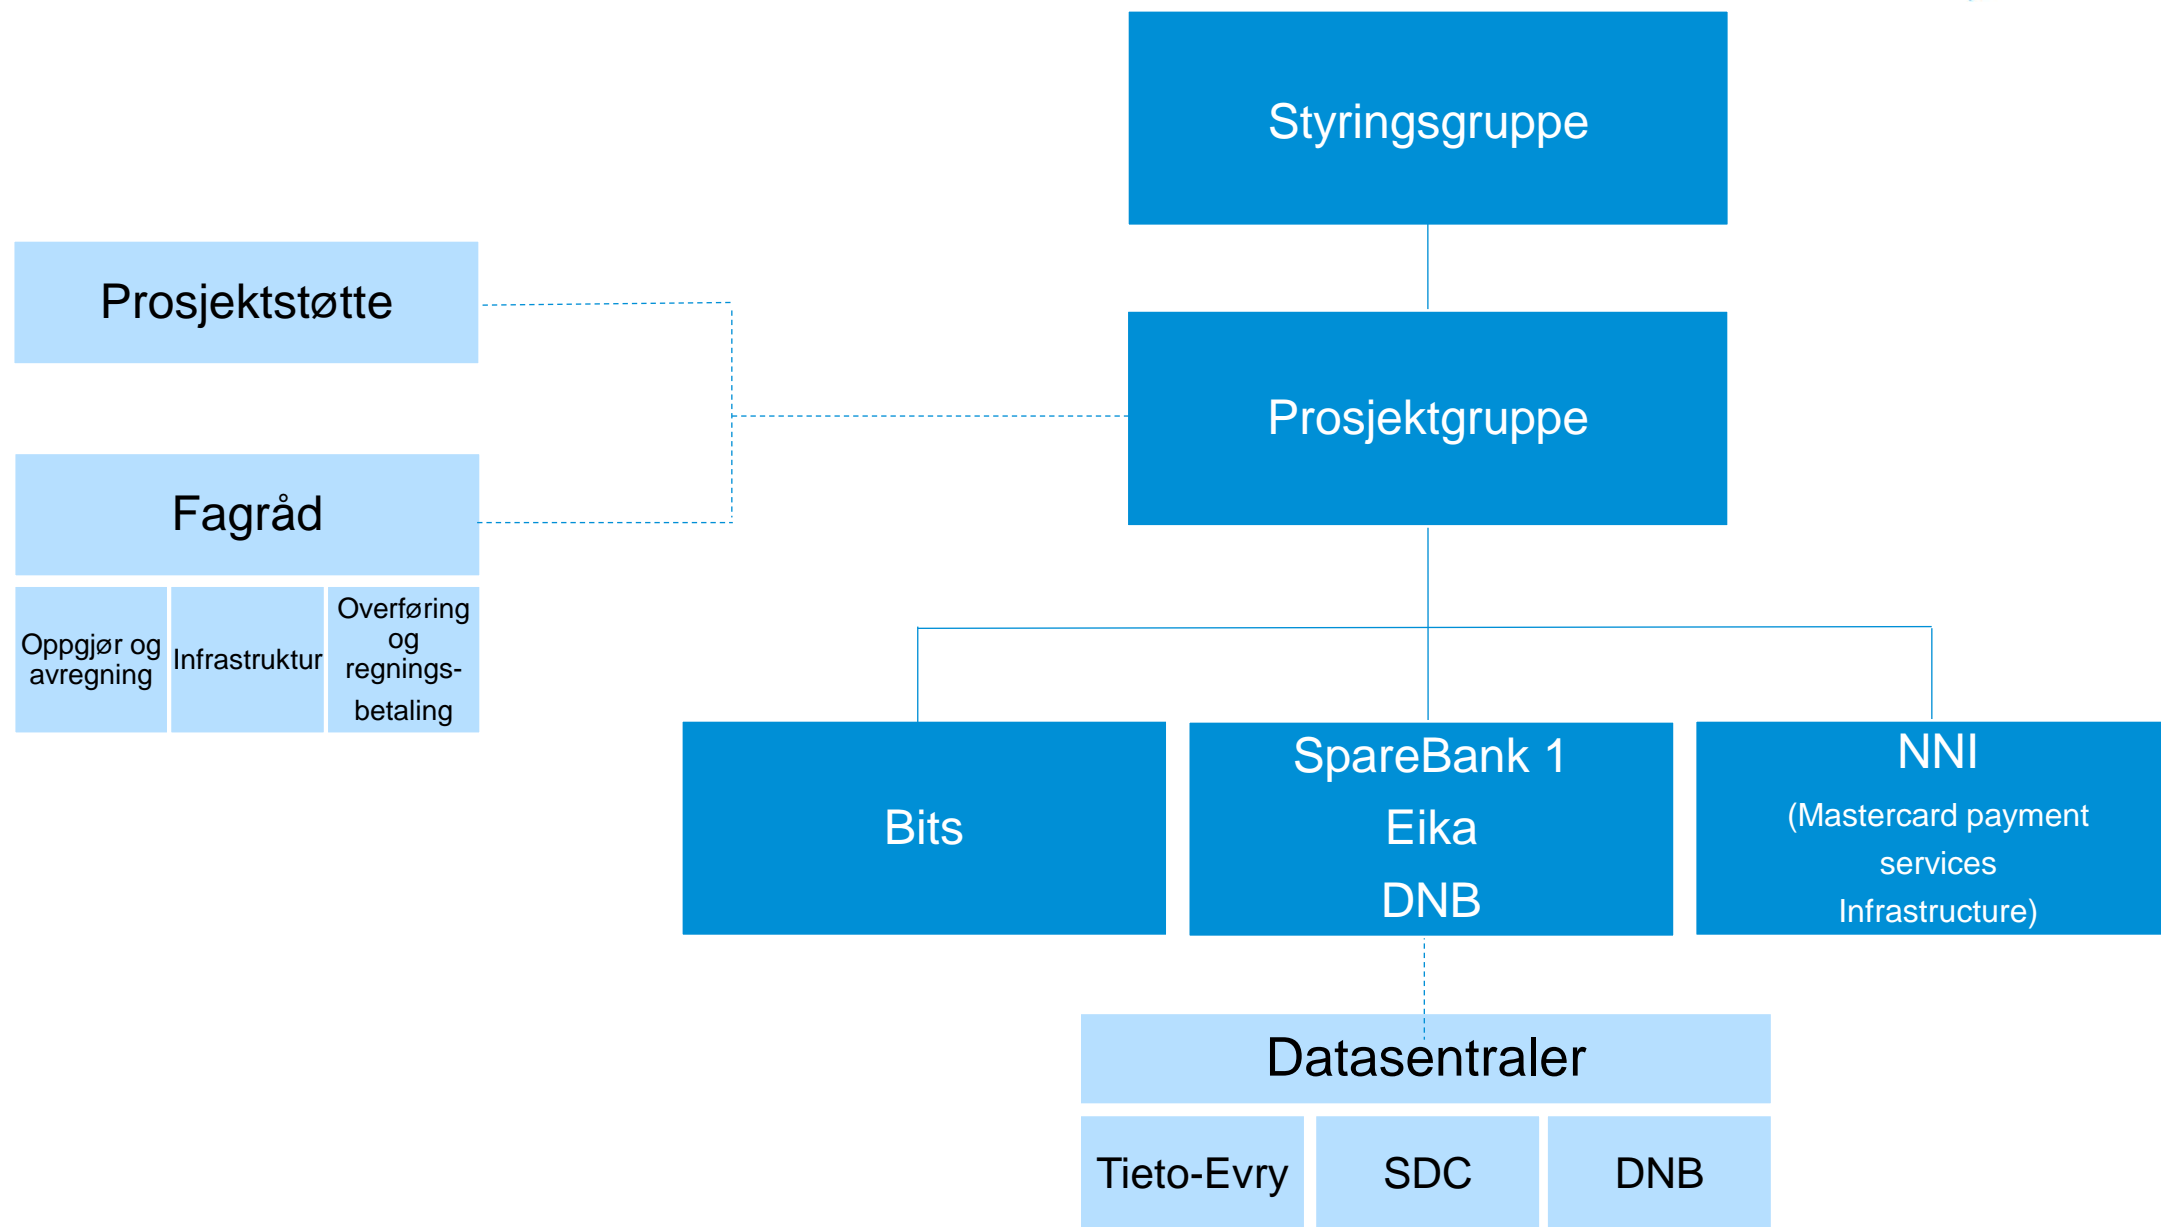 Styringsgruppe
Prosjektstøtte
Prosjektgruppe
Fagråd
Oppgjør og
avregning
Infrastruktur
Overføring
og
regnings-
betaling
Bits
SpareBank 1
Eika
DNB
NNI
(Mastercard payment
services
Infrastructure)
Datasentraler
Tieto-Evry
SDC
DNB